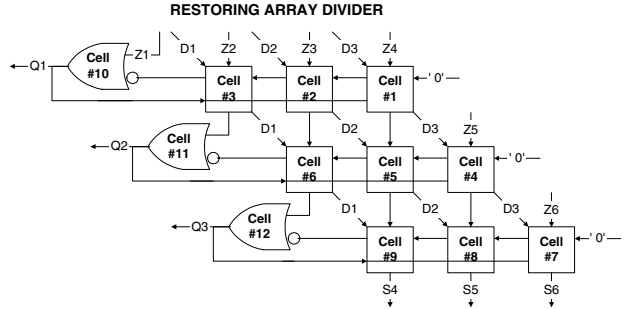 RESTORING ARRAY DIVIDER
D1 Z2 D2 Z3 D3 Z4
Q1 Cell #10 Z1 Cell #3 Cell #2 Cell #1 ' 0'
D1 D2 D3 Z5
Q2 Cell #11 Cell #6 Cell #5 Cell #4 ' 0'
D1 D2 D3 Z6
Q3 Cell #12 Cell #9 Cell #8 Cell #7 ' 0'
S4 S5 S6